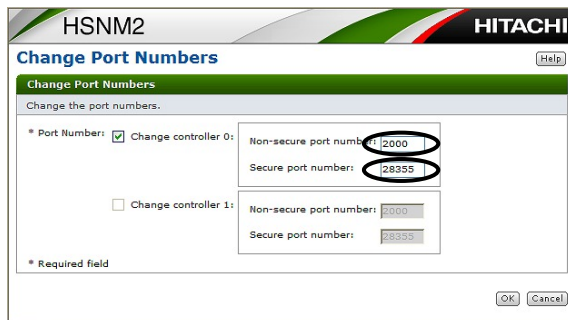 HSNM2
HITACHI
Change Port Numbers
Help
Change Port Numbers
Change the port numbers.
* Port Number: Change controller 0:
Non-secure port number: 2000
Secure port number: 28355
Change controller 1:
Non-secure port number: 2000
Secure port number: 28355
* Required field
OK Cancel